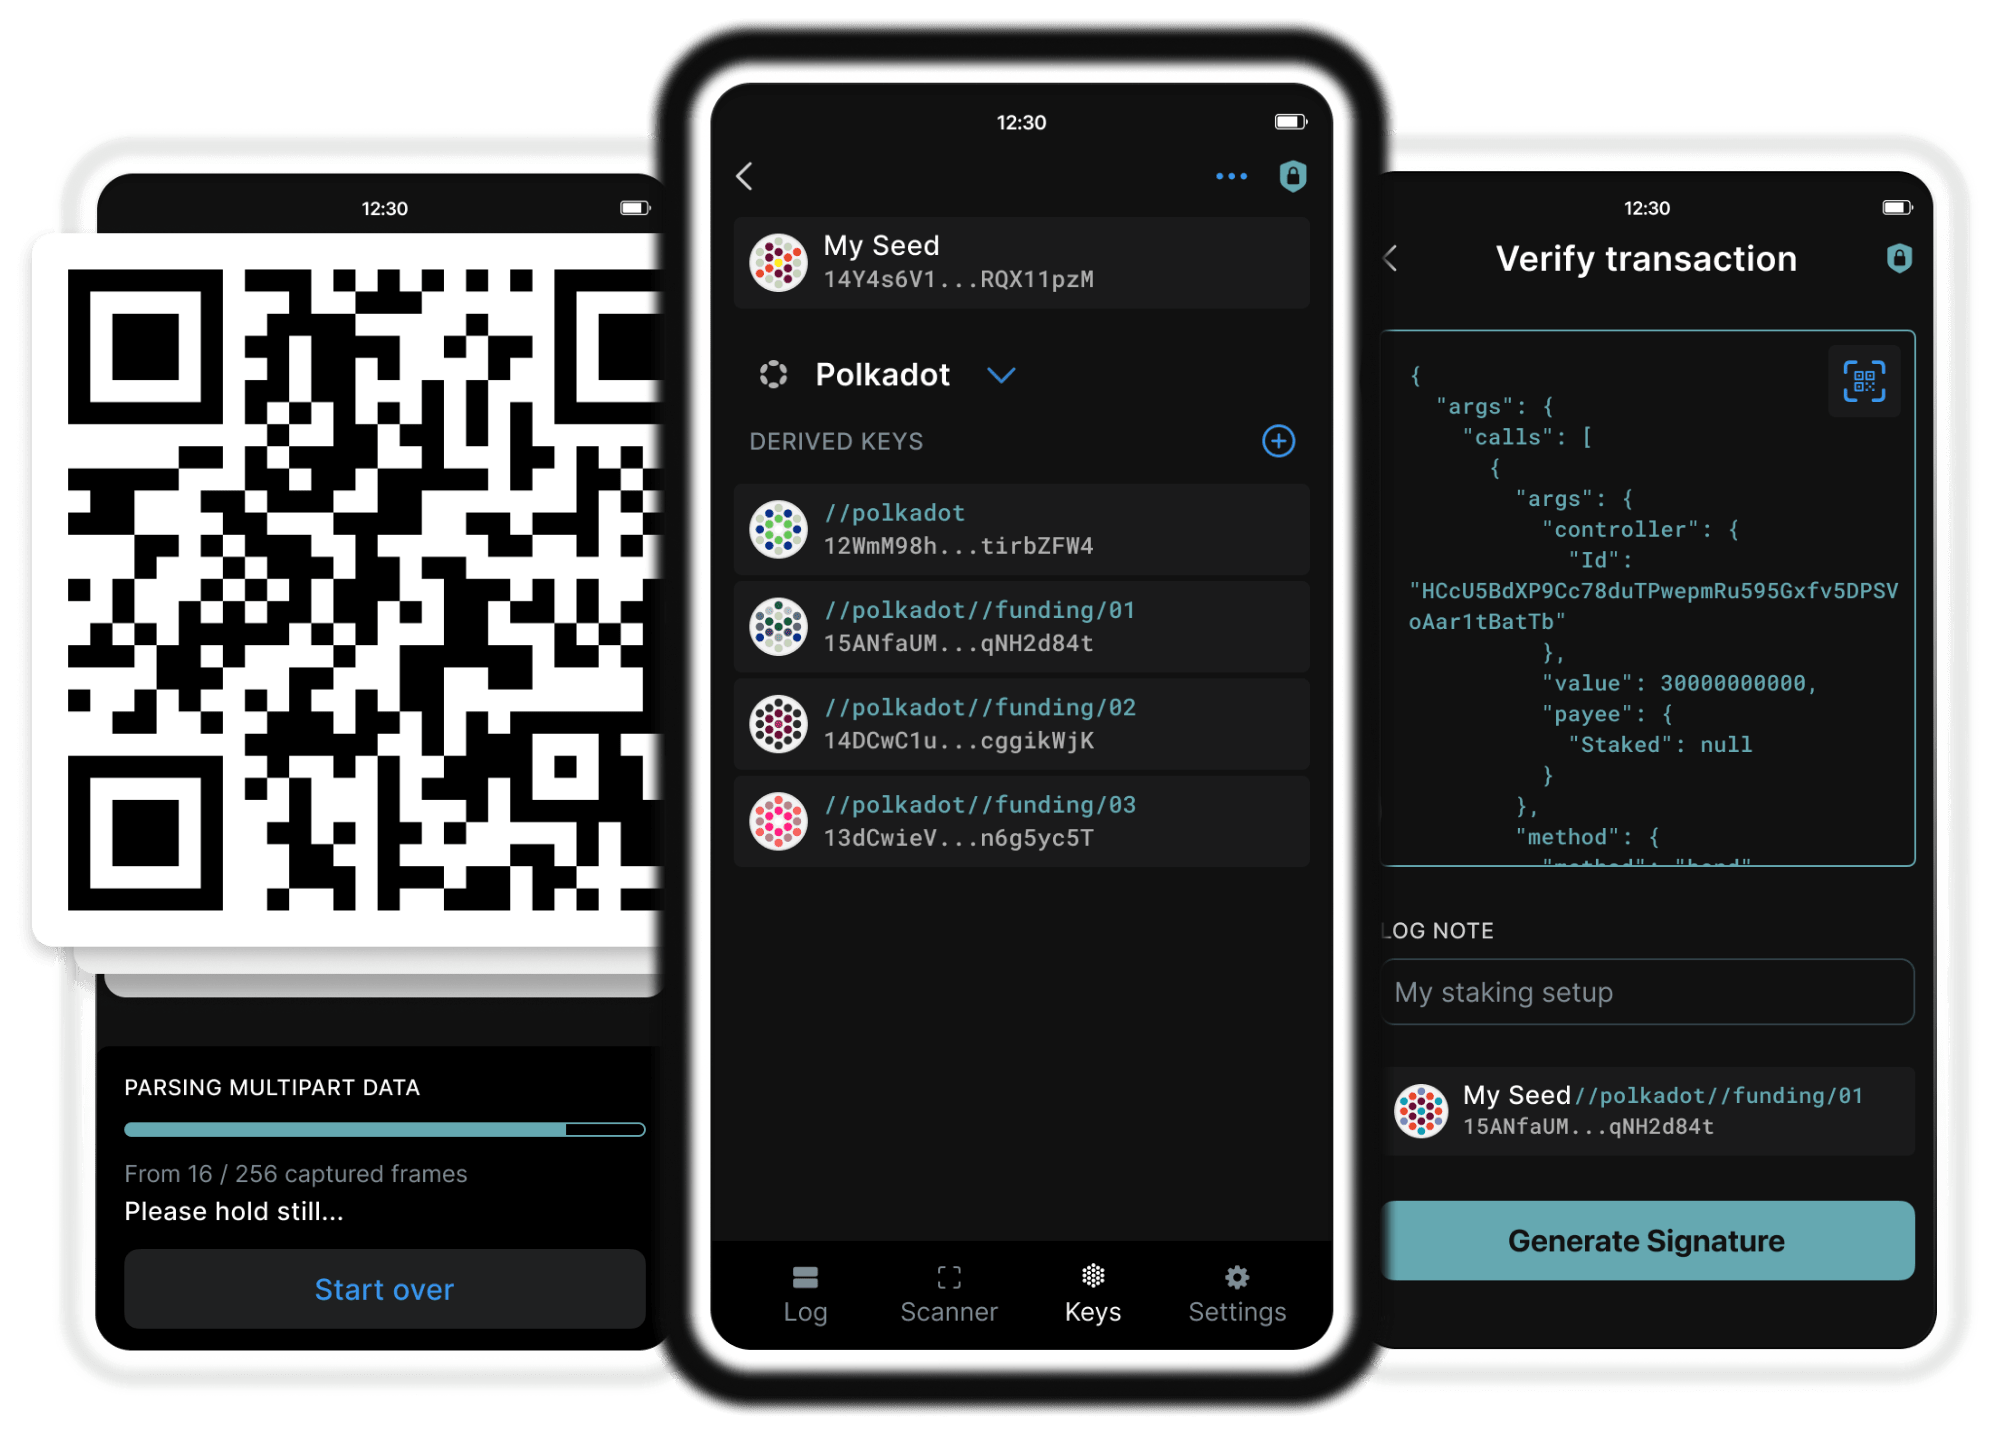 12:30
PARSING MULTIPART DATA
From 16 / 256 captured frames
Please hold still...
Start over
12:30
My Seed
14Y4s6V1...RQX11pzM
Polkadot
DERIVED KEYS
//polkadot
12WmM98h...tirbZFW4
//polkadot//funding/01
15ANfaUM...qNH2d84t
//polkadot//funding/02
14DCwC1u...cggikWjK
//polkadot//funding/03
13dCwieV...n6g5yc5T
Log
Scanner
Keys
Settings
12:30
Verify transaction
{
"args": {
"calls": [
{
"args": {
"controller": {
"Id":
"HCcU5BdXP9Cc78duTPwepmRu595Gxfv5DPSV
oAar1tBatTb"
},
"value": 30000000000,
"payee": {
"Staked": null
}
},
"method": {
"method": "bond"
LOG NOTE
My staking setup
My Seed//polkadot//funding/01
15ANfaUM...qNH2d84t
Generate Signature